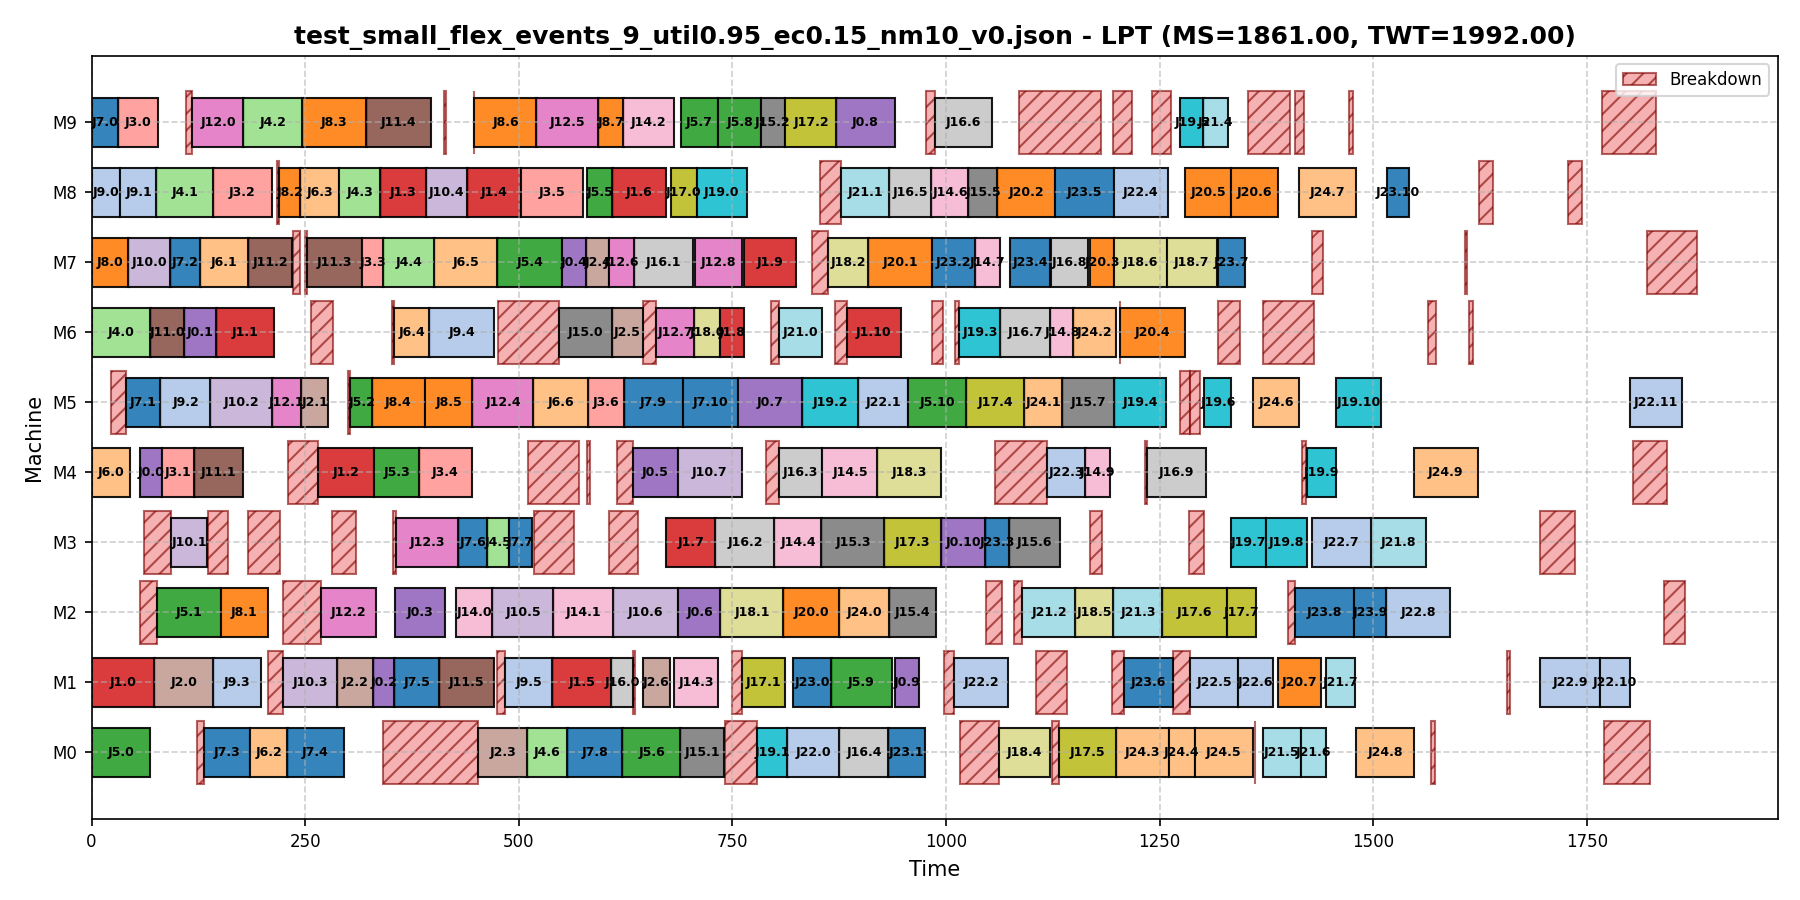 test_small_flex_events_9_util0.95_ec0.15_nm10_v0.json - LPT (MS=1861.00, TWT=1992.00)
Breakdown
M9 J7.0 J3.0 J12.0 J4.2 J8.3 J11.4 J8.6 J12.5 J8.7 J14.2 J5.7 J5.8 J15.2 J17.2 J0.8 J16.6 J21.4
M8 J9.0 J9.1 J4.1 J3.2 J8.2 J6.3 J4.3 J1.3 J10.4 J1.4 J3.5 J5.5 J1.6 J17.0 J19.0 J21.1 J16.5 J14.6 J15.5 J20.2 J23.5 J22.4 J20.5 J20.6 J24.7 J23.10
M7 J8.0 J10.0 J7.2 J6.1 J11.2 J11.3 J3.3 J4.4 J6.5 J5.4 J0.4 J2.4 J12.6 J16.1 J12.8 J1.9 J18.2 J20.1 J23.2 J14.7 J23.4 J16.8 J20.3 J18.6 J18.7 J23.7
M6 J4.0 J11.0 J0.1 J1.1 J6.4 J9.4 J15.0 J2.5 J12.7 J18.0 J1.8 J21.0 J1.10 J19.3 J16.7 J14.8 J24.2 J20.4
M5 J7.1 J9.2 J10.2 J12.1 J2.1 J5.2 J8.4 J8.5 J12.4 J6.6 J3.6 J7.9 J7.10 J0.7 J19.2 J22.1 J5.10 J17.4 J24.1 J15.7 J19.4 J19.6 J24.6 J19.10 J22.11
M4 J6.0 J0.0 J3.1 J11.1 J1.2 J5.3 J3.4 J0.5 J10.7 J16.3 J14.5 J18.3 J22.3 J14.9 J16.9 J19.9 J24.9
M3 J10.1 J12.3 J7.6 J4.5 J7.7 J1.7 J16.2 J14.4 J15.3 J17.3 J0.10 J23.3 J15.6 J19.7 J19.8 J22.7 J21.8
M2 J5.1 J8.1 J12.2 J0.3 J14.0 J10.5 J14.1 J10.6 J0.6 J18.1 J20.0 J24.0 J15.4 J21.2 J18.5 J21.3 J17.6 J17.7 J23.8 J23.9 J22.8
M1 J1.0 J2.0 J9.3 J10.3 J2.2 J0.2 J7.5 J11.5 J9.5 J1.5 J16.0 J2.6 J14.3 J17.1 J23.0 J5.9 J0.9 J22.2 J23.6 J22.5 J22.6 J20.7 J21.7 J22.9 J22.10
M0 J5.0 J7.3 J6.2 J7.4 J2.3 J4.6 J7.8 J5.6 J15.1 J19.1 J22.0 J16.4 J23.1 J18.4 J17.5 J24.3 J24.4 J24.5 J21.5 J21.6 J24.8
0 250 500 750 1000 1250 1500 1750
Time
Machine